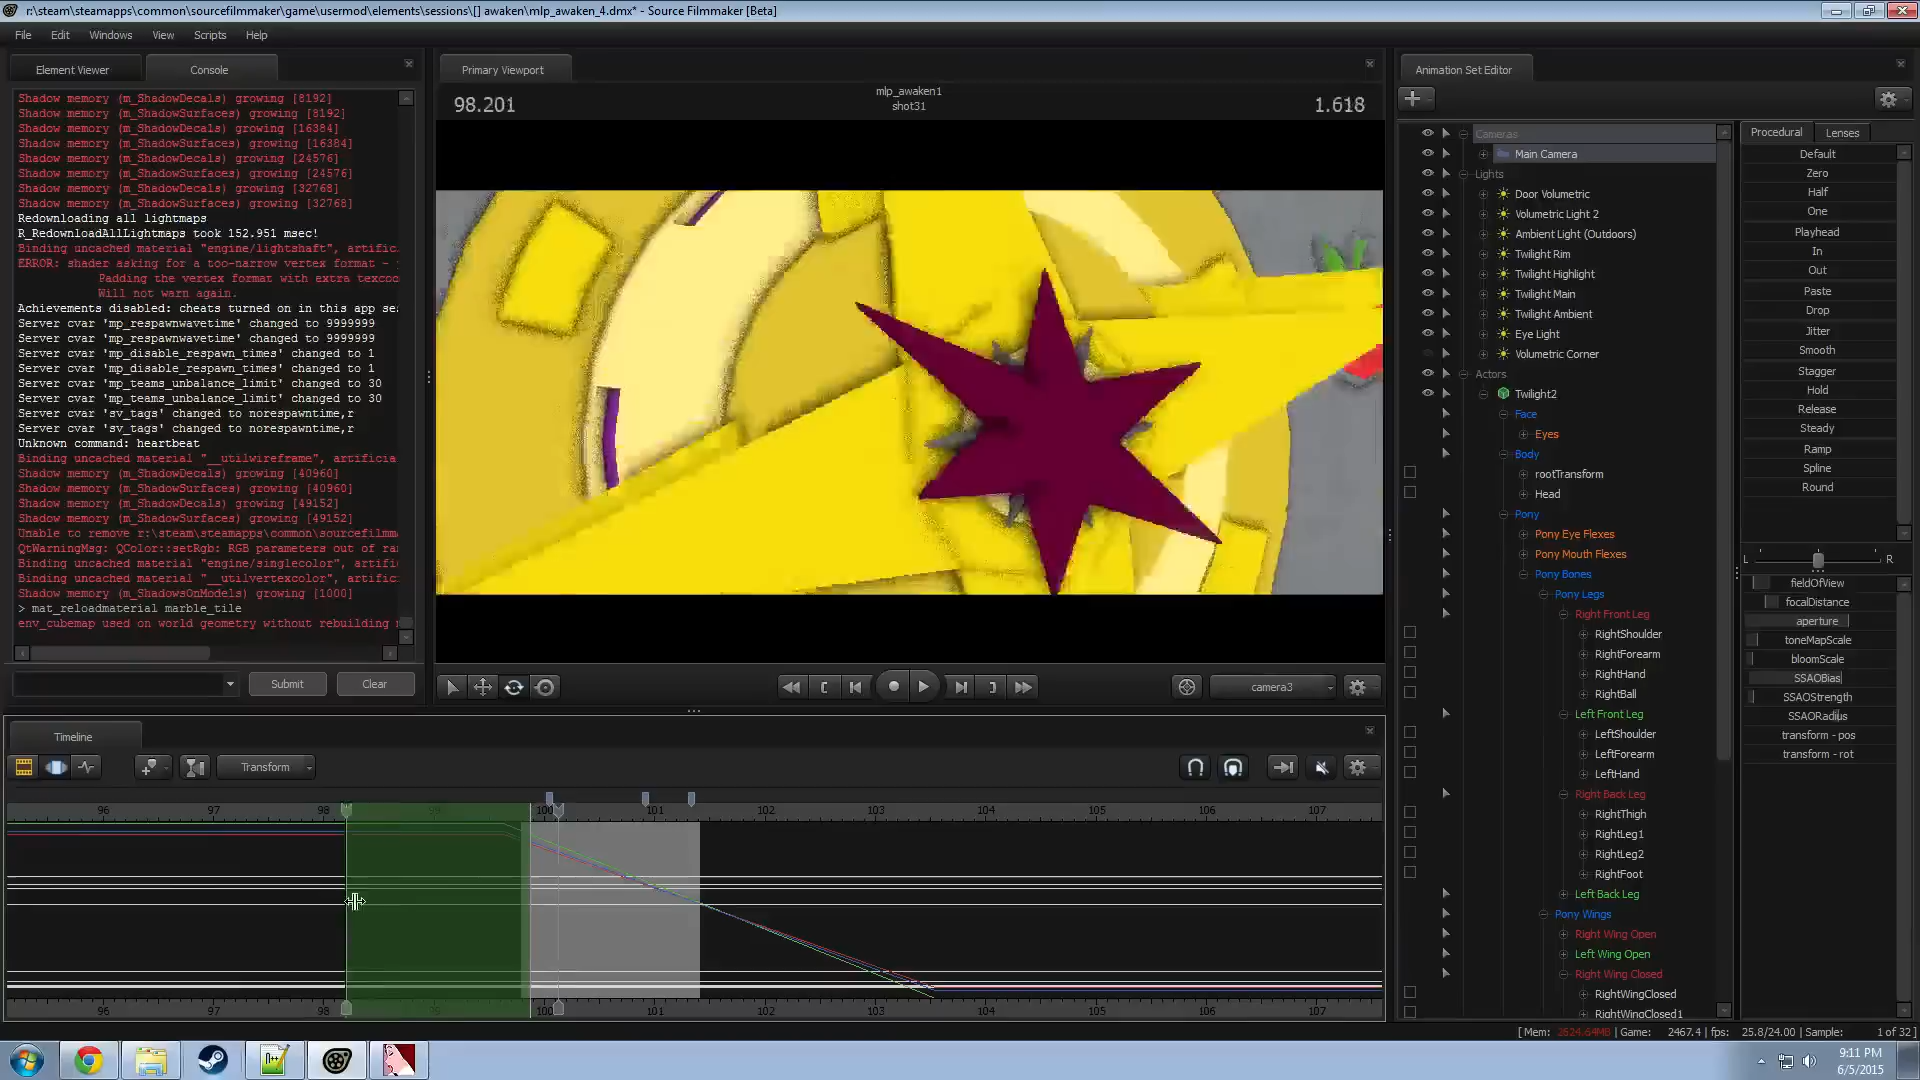 r:\steam\steamapps\common\sourcefilmmaker\game\usermod\elements\sessions\[] awaken\mlp_awaken_4.dmx* - Source Filmmaker [Beta]
File Edit Windows View Scripts Help
Element Viewer
Console
Shadow memory (m_ShadowDecals) growing [8192]
Shadow memory (m_ShadowSurfaces) growing [8192]
Shadow memory (m_ShadowDecals) growing [16384]
Shadow memory (m_ShadowSurfaces) growing [16384]
Shadow memory (m_ShadowDecals) growing [24576]
Shadow memory (m_ShadowSurfaces) growing [24576]
Shadow memory (m_ShadowDecals) growing [32768]
Shadow memory (m_ShadowSurfaces) growing [32768]
Redownloading all lightmaps
R_RedownloadAllLightmaps took 152.951 msec!
Binding uncached material "engine/lightshaft", artific
ERROR: shader asking for a too-narrow vertex format -
Padding the vertex format with extra texcoo
Will not warn again.
Achievements disabled: cheats turned on in this app se
Server cvar 'mp_respawnwavetime' changed to 9999999
Server cvar 'mp_respawnwavetime' changed to 9999999
Server cvar 'mp_disable_respawn_times' changed to 1
Server cvar 'mp_disable_respawn_times' changed to 1
Server cvar 'mp_teams_unbalance_limit' changed to 30
Server cvar 'mp_teams_unbalance_limit' changed to 30
Server cvar 'sv_tags' changed to norespawntime,r
Server cvar 'sv_tags' changed to norespawntime,r
Unknown command: heartbeat
Binding uncached material "__utilwireframe", artificia
Shadow memory (m_ShadowDecals) growing [40960]
Shadow memory (m_ShadowSurfaces) growing [40960]
Shadow memory (m_ShadowDecals) growing [49152]
Shadow memory (m_ShadowSurfaces) growing [49152]
Unable to remove r:\steam\steamapps\common\sourcefilmm
QtWarningMsg: QColor::setRgb: RGB parameters out of ra
Binding uncached material "engine/singlecolor", artifi
Binding uncached material "__utilvertexcolor", artific
Shadow memory (m_ShadowsOnModels) growing [1000]
> mat_reloadmaterial marble_tile
env_cubemap used on world geometry without rebuilding
Submit
Clear
Primary Viewport
98.201
mlp_awaken1
shot31
1.618
camera3
Timeline
Transform
96 97 98 99 100 101 102 103 104 105 106 107
96 97 98 99 100 101 102 103 104 105 106 107
Animation Set Editor
Cameras
Main Camera
Lights
Door Volumetric
Volumetric Light 2
Ambient Light (Outdoors)
Twilight Rim
Twilight Highlight
Twilight Main
Twilight Ambient
Eye Light
Volumetric Corner
Actors
Twilight2
Face
Eyes
Body
rootTransform
Head
Pony
Pony Eye Flexes
Pony Mouth Flexes
Pony Bones
Pony Legs
Right Front Leg
RightShoulder
RightForearm
RightHand
RightBall
Left Front Leg
LeftShoulder
LeftForearm
LeftHand
Right Back Leg
RightThigh
RightLeg1
RightLeg2
RightFoot
Left Back Leg
Pony Wings
Right Wing Open
Left Wing Open
Right Wing Closed
RightWingClosed
RightWingClosed1
Procedural
Lenses
Default
Zero
Half
One
Playhead
In
Out
Paste
Drop
Jitter
Smooth
Stagger
Hold
Release
Steady
Ramp
Spline
Round
L R
fieldOfView
focalDistance
aperture
toneMapScale
bloomScale
SSAOBias
SSAOStrength
SSAORadius
transform - pos
transform - rot
[ Mem: 2624.64MB | Game: 2467.4 | fps: 25.8/24.00 | Sample: 1 of 32 ]
9:11 PM
6/5/2015